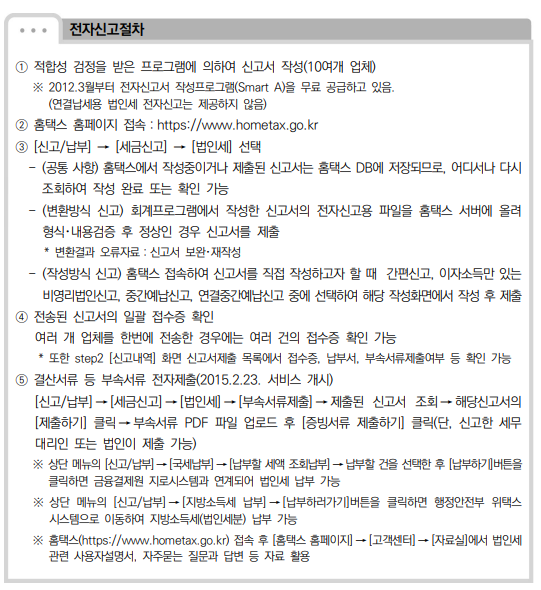 전자신고절차
① 적합성 검정을 받은 프로그램에 의하여 신고서 작성(10여개 업체)
※ 2012.3월부터 전자신고서 작성프로그램(Smart A)을 무료 공급하고 있음.
(연결납세용 법인세 전자신고는 제공하지 않음)
② 홈택스 홈페이지 접속 : https://www.hometax.go.kr
③ [신고/납부] → [세금신고] → [법인세] 선택
- (공통 사항) 홈택스에서 작성중이거나 제출된 신고서는 홈택스 DB에 저장되므로, 어디서나 다시
조회하여 작성 완료 또는 확인 가능
- (변환방식 신고) 회계프로그램에서 작성한 신고서의 전자신고용 파일을 홈택스 서버에 올려
형식·내용검증 후 정상인 경우 신고서를 제출
* 변환결과 오류자료 : 신고서 보완·재작성
- (작성방식 신고) 홈택스 접속하여 신고서를 직접 작성하고자 할 때 간편신고, 이자소득만 있는
비영리법인신고, 중간예납신고, 연결중간예납신고 중에 선택하여 해당 작성화면에서 작성 후 제출
④ 전송된 신고서의 일괄 접수증 확인
여러 개 업체를 한번에 전송한 경우에는 여러 건의 접수증 확인 가능
* 또한 step2 [신고내역] 화면 신고서제출 목록에서 접수증, 납부서, 부속서류제출여부 등 확인 가능
⑤ 결산서류 등 부속서류 전자제출(2015.2.23. 서비스 개시)
[신고/납부] → [세금신고] → [법인세] → [부속서류제출] → 제출된 신고서 조회 → 해당신고서의
[제출하기] 클릭 → 부속서류 PDF 파일 업로드 후 [증빙서류 제출하기] 클릭(단, 신고한 세무
대리인 또는 법인이 제출 가능)
※ 상단 메뉴의 [신고/납부] → [국세납부] → [납부할 세액 조회납부] → 납부할 건을 선택한 후 [납부하기]버튼을
클릭하면 금융결제원 지로시스템과 연계되어 법인세 납부 가능
※ 상단 메뉴의 [신고/납부] → [지방소득세 납부] → [납부하러가기]버튼을 클릭하면 행정안전부 위택스
시스템으로 이동하여 지방소득세(법인세분) 납부 가능
※ 홈택스(https://www.hometax.go.kr) 접속 후 [홈택스 홈페이지] → [고객센터] → [자료실]에서 법인세
관련 사용자설명서, 자주묻는 질문과 답변 등 자료 활용